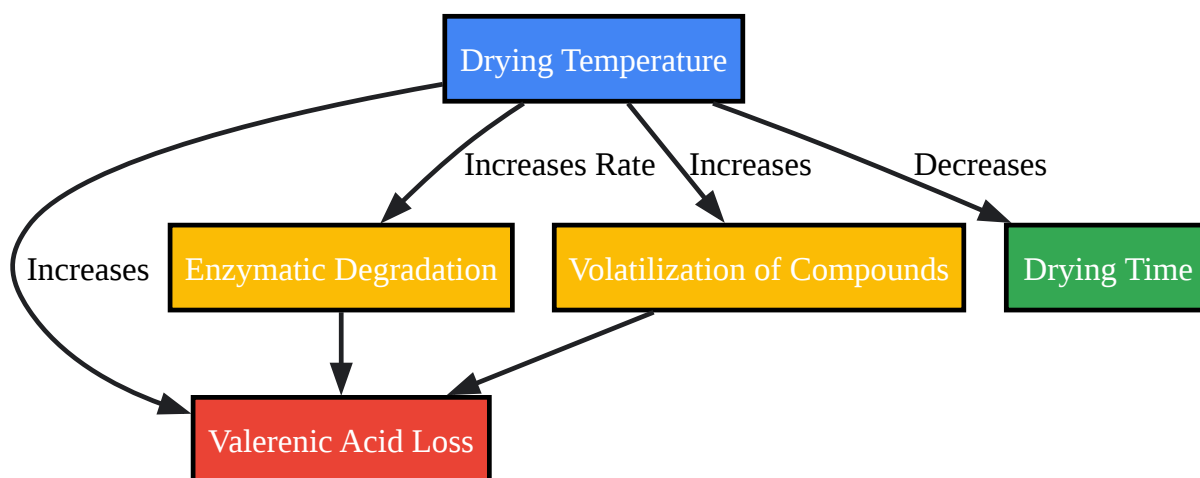 Drying Temperature
Increases Rate
Increases
Decreases
Increases
Enzymatic Degradation
Volatilization of Compounds
Drying Time
Valerenic Acid Loss